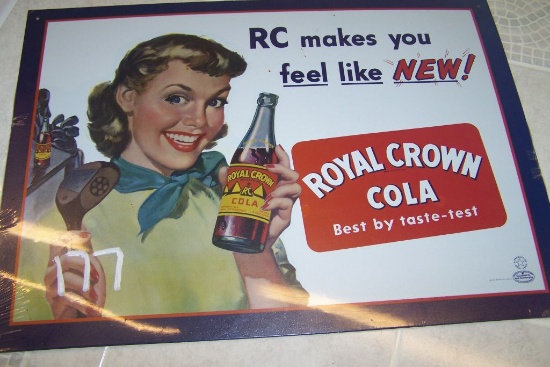 RC makes you
feel like NEW!
ROYAL CROWN
COLA
Best by taste-test
ROYAL CROWN
RC
COLA
177